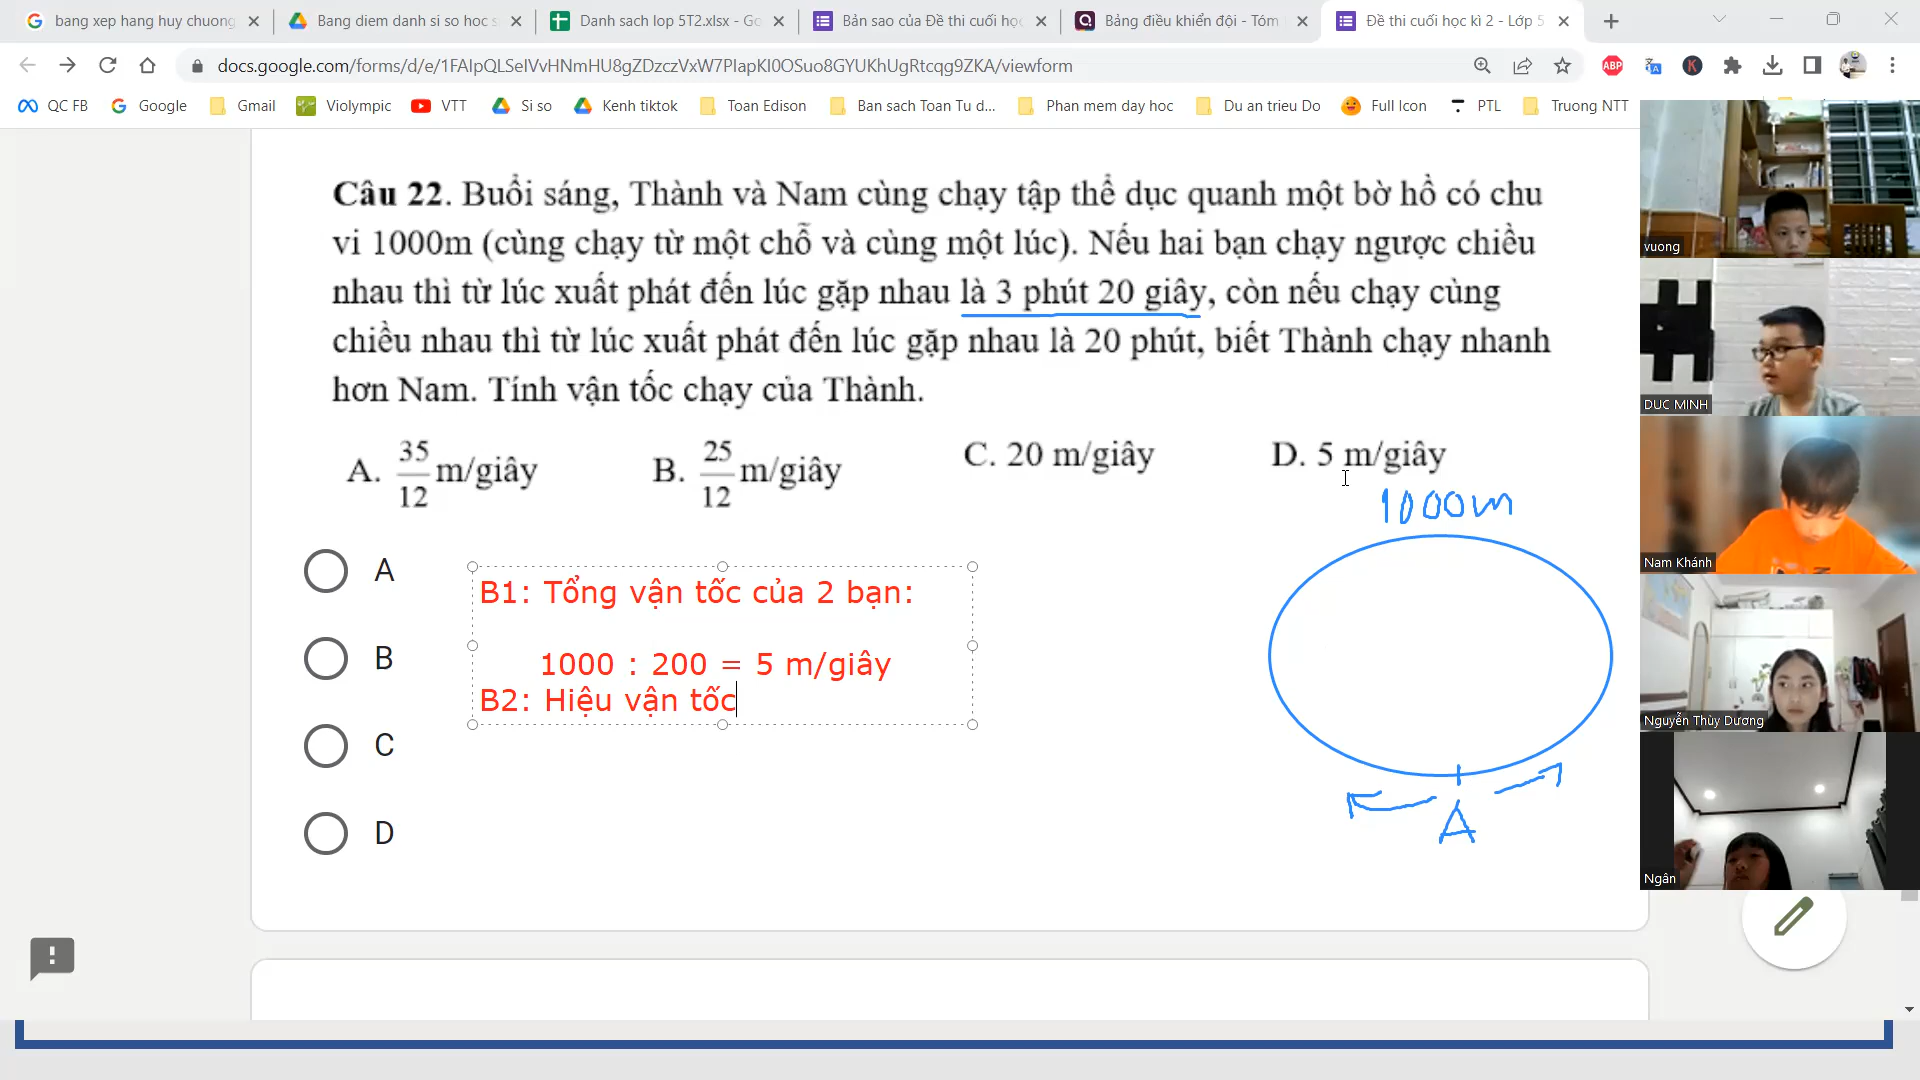 bang xep hang huy chuong
Bang diem danh si so hoc s
Danh sach lop 5T2.xlsx - Go
Bản sao của Đề thi cuối học
Bảng điều khiển đội - Tóm
Đề thi cuối học kì 2 - Lớp 5
docs.google.com/forms/d/e/1FAIpQLSeIVvHNmHU8gZDzczVxW7PIapKI0OSuo8GYUKhUgRtcqg9ZKA/viewform
ABP
K
QC FB
Google
Gmail
Violympic
VTT
Si so
Kenh tiktok
Toan Edison
Ban sach Toan Tu d...
Phan mem day hoc
Du an trieu Do
Full Icon
PTL
Truong NTT
Câu 22. Buổi sáng, Thành và Nam cùng chạy tập thể dục quanh một bờ hồ có chu
vi 1000m (cùng chạy từ một chỗ và cùng một lúc). Nếu hai bạn chạy ngược chiều
nhau thì từ lúc xuất phát đến lúc gặp nhau là 3 phút 20 giây, còn nếu chạy cùng
chiều nhau thì từ lúc xuất phát đến lúc gặp nhau là 20 phút, biết Thành chạy nhanh
hơn Nam. Tính vận tốc chạy của Thành.
A. 35/12 m/giây
B. 25/12 m/giây
C. 20 m/giây
D. 5 m/giây
1000m
A
B
C
D
B1: Tổng vận tốc của 2 bạn:
1000 : 200 = 5 m/giây
B2: Hiệu vận tốc
A
vuong
DUC MINH
Nam Khánh
Nguyễn Thùy Dương
Ngân